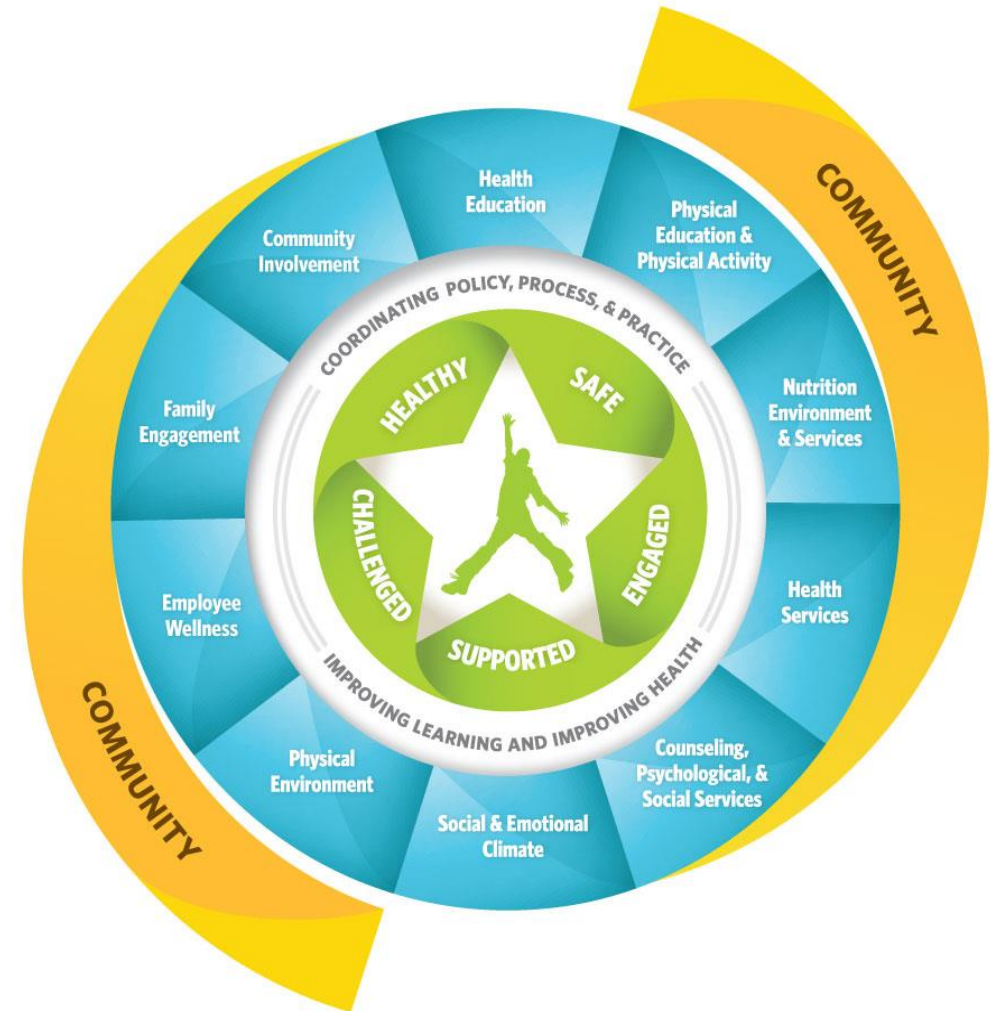 COMMUNITY
Health
Education
Physical
Education &
Physical Activity
Nutrition
Environment
& Services
Health
Services
Counseling,
Psychological, &
Social Services
Social & Emotional
Climate
Physical
Environment
Employee
Wellness
Family
Engagement
Community
Involvement
COORDINATING POLICY, PROCESS, & PRACTICE
IMPROVING LEARNING AND IMPROVING HEALTH
HEALTHY
SAFE
ENGAGED
SUPPORTED
CHALLENGED
COMMUNITY